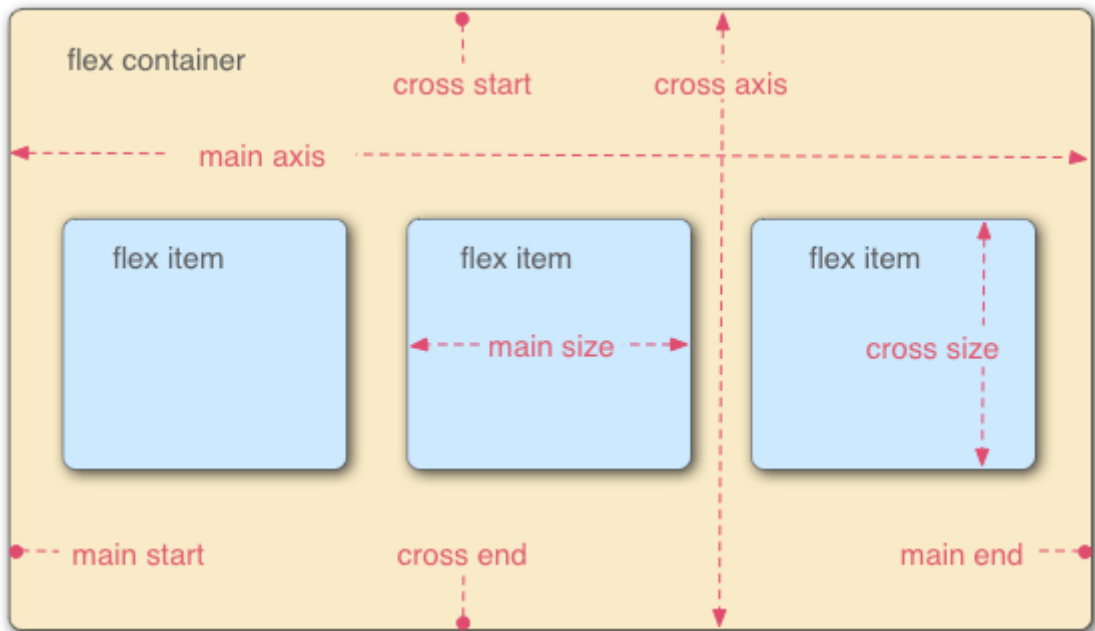 flex container
cross start
cross axis
main axis
flex item
flex item
flex item
main size
cross size
main start
cross end
main end